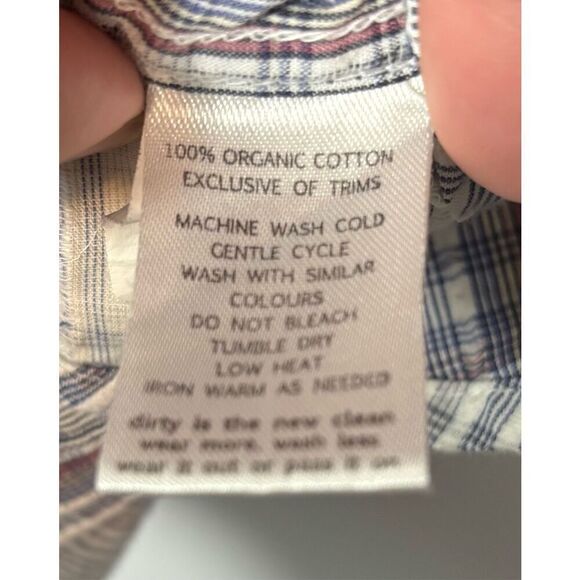 100% ORGANIC COTTON
EXCLUSIVE OF TRIMS
MACHINE WASH COLD
GENTLE CYCLE
WASH WITH SIMILAR
COLOURS
DO NOT BLEACH
TUMBLE DRY
LOW HEAT
IRON WARM AS NEEDED
dirty is the new clean
wear more, wash less
wear it out or pass it on